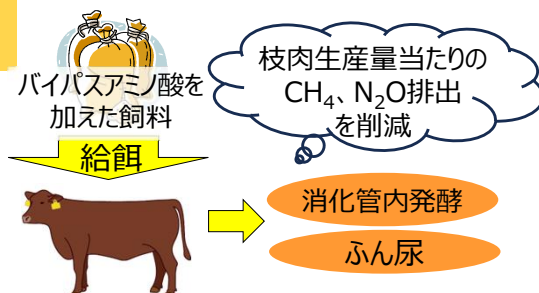 バイパスアミノ酸を
加えた飼料
給餌
枝肉生産量当たりの
CH₄、N₂O排出
を削減
消化管内発酵
ふん尿